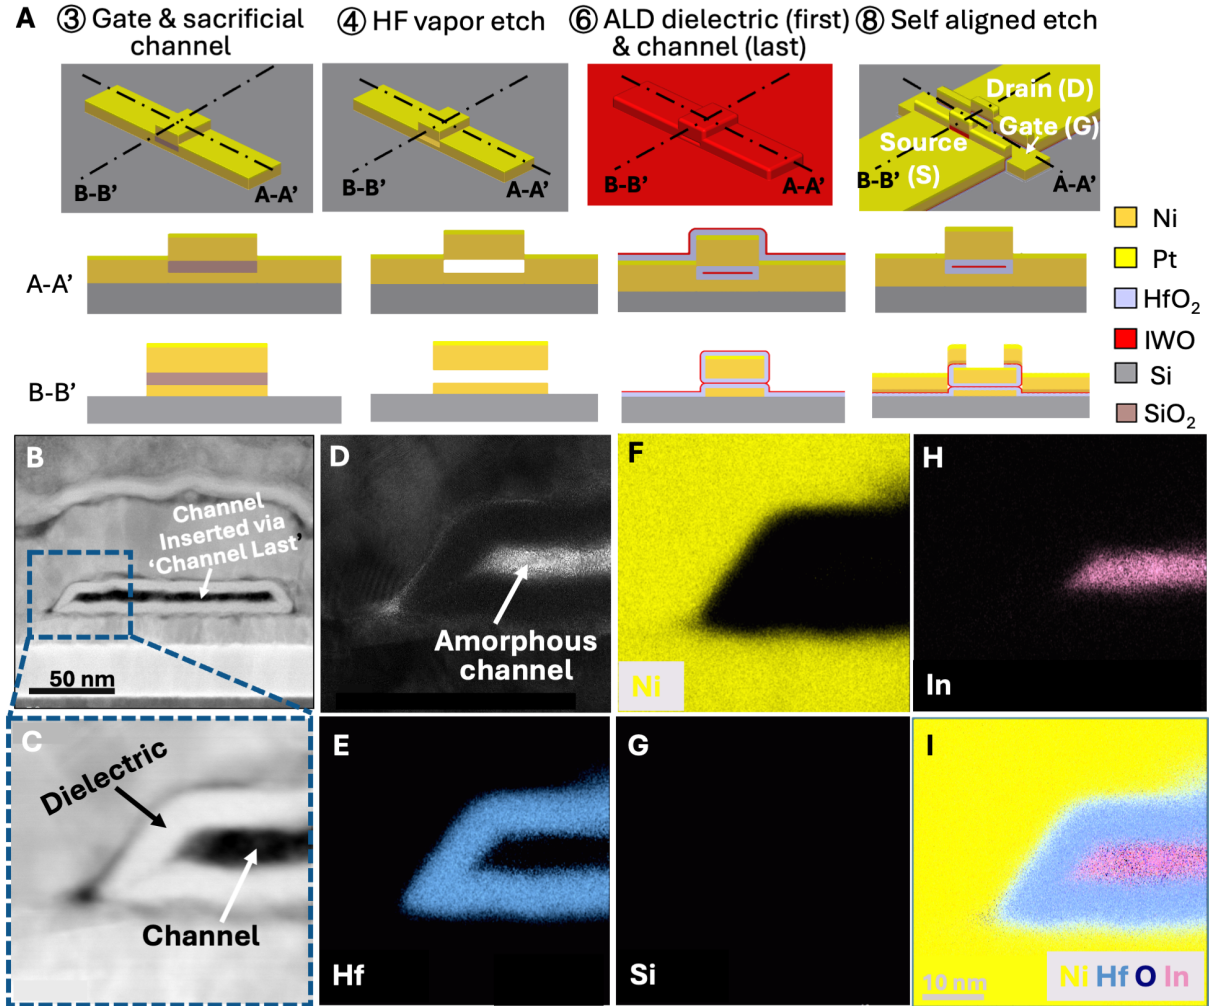 A
③ Gate & sacrificial
channel
④ HF vapor etch
⑥ ALD dielectric (first)
& channel (last)
⑧ Self aligned etch
B-B’
A-A’
B-B’
A-A’
B-B’
A-A’
Drain (D)
Gate (G)
Source
(S)
B-B’
A-A’
A-A’
B-B’
Ni
Pt
HfO₂
IWO
Si
SiO₂
B
Channel
Inserted via
‘Channel Last’
50 nm
D
Amorphous
channel
F
Ni
H
In
C
Dielectric
Channel
E
Hf
G
Si
I
10 nm
Ni Hf O In